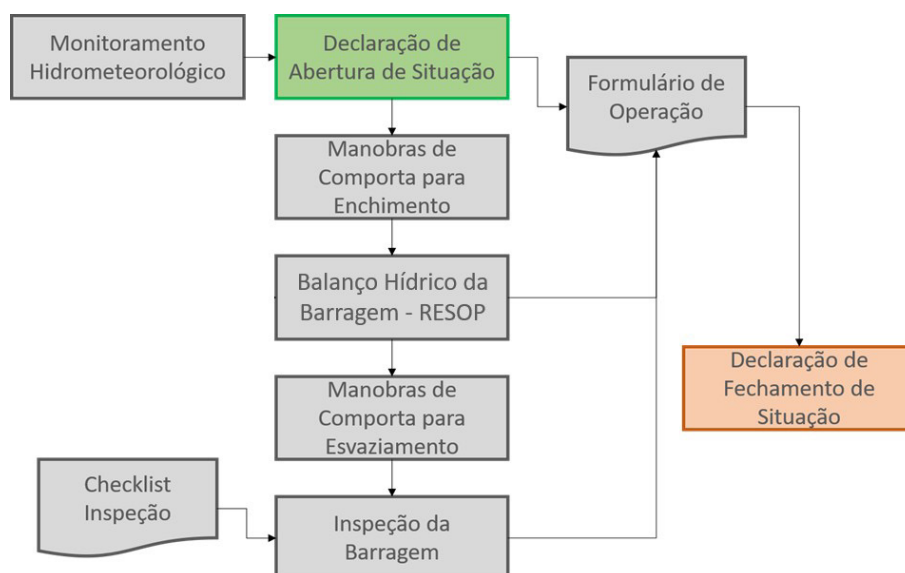 Monitoramento
Hidrometeorológico
Declaração de
Abertura de Situação
Formulário de
Operação
Manobras de
Comporta para
Enchimento
Balanço Hídrico da
Barragem - RESOP
Declaração de
Fechamento de
Situação
Manobras de
Comporta para
Esvaziamento
Checklist
Inspeção
Inspeção da
Barragem